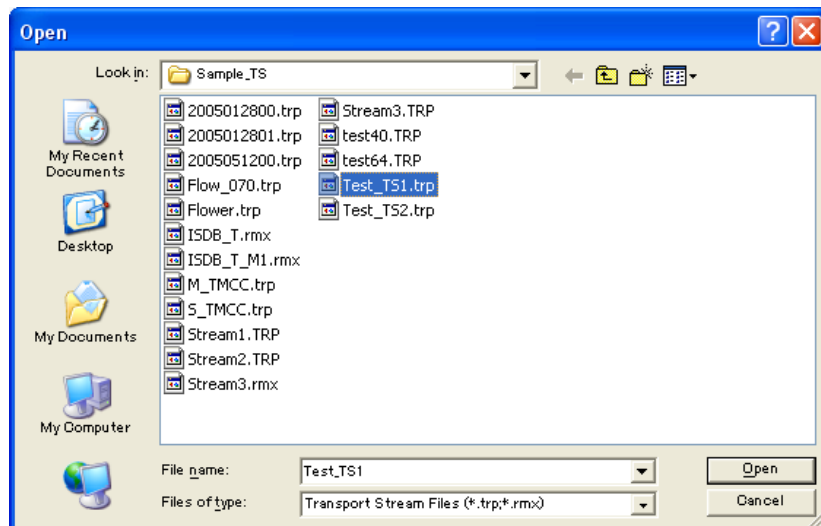 Open
Look in: Sample_TS
My Recent
Documents
Desktop
My Documents
My Computer
2005012800.trp
2005012801.trp
2005051200.trp
Flow_070.trp
Flower.trp
ISDB_T.rmx
ISDB_T_M1.rmx
M_TMCC.trp
S_TMCC.trp
Stream1.TRP
Stream2.TRP
Stream3.rmx
Stream3.TRP
test40.TRP
test64.TRP
Test_TS1.trp
Test_TS2.trp
File name: Test_TS1
Open
Files of type: Transport Stream Files (*.trp;*.rmx)
Cancel